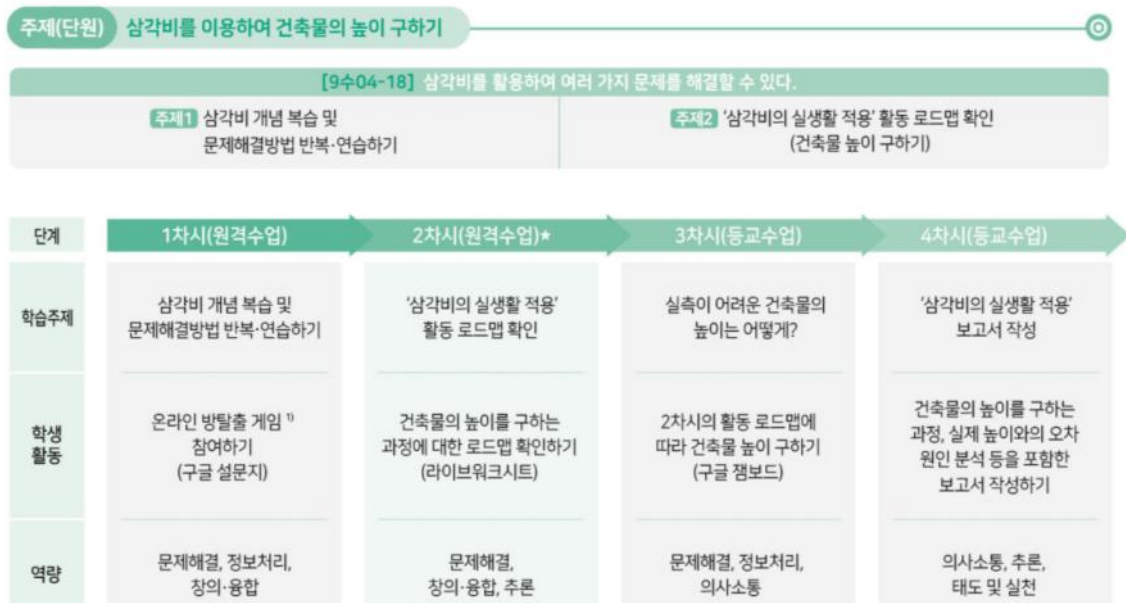 주제(단원) 삼각비를 이용하여 건축물의 높이 구하기
[9수04-18] 삼각비를 활용하여 여러 가지 문제를 해결할 수 있다.
주제1 삼각비 개념 복습 및
문제해결방법 반복·연습하기
주제2 '삼각비의 실생활 적용' 활동 로드맵 확인
(건축물 높이 구하기)
단계
1차시(원격수업)
2차시(원격수업)★
3차시(등교수업)
4차시(등교수업)
학습주제
삼각비 개념 복습 및
문제해결방법 반복·연습하기
'삼각비의 실생활 적용'
활동 로드맵 확인
실측이 어려운 건축물의
높이는 어떻게?
'삼각비의 실생활 적용'
보고서 작성
학생
활동
온라인 방탈출 게임 1)
참여하기
(구글 설문지)
건축물의 높이를 구하는
과정에 대한 로드맵 확인하기
(라이브워크시트)
2차시의 활동 로드맵에
따라 건축물 높이 구하기
(구글 잼보드)
건축물의 높이를 구하는
과정, 실제 높이와의 오차
원인 분석 등을 포함한
보고서 작성하기
역량
문제해결, 정보처리,
창의·융합
문제해결,
창의·융합, 추론
문제해결, 정보처리,
의사소통
의사소통, 추론,
태도 및 실천